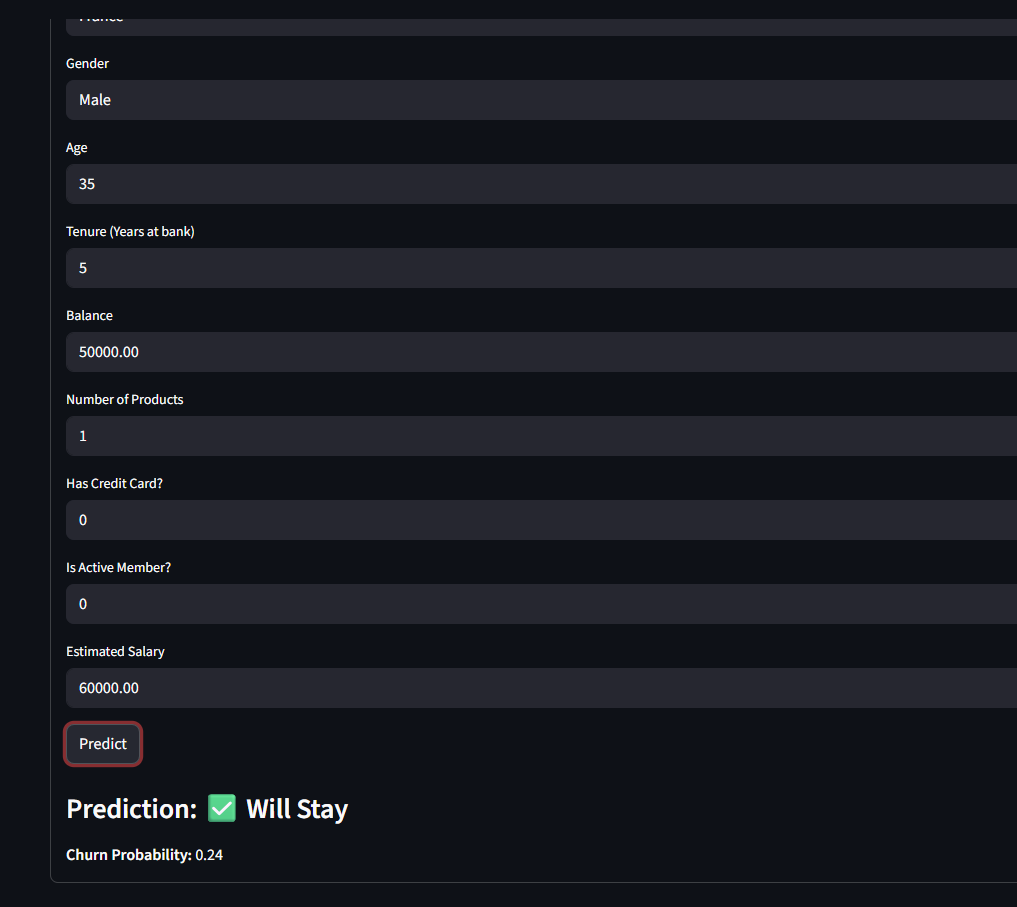 France
Gender
Male
Age
35
Tenure (Years at bank)
5
Balance
50000.00
Number of Products
1
Has Credit Card?
0
Is Active Member?
0
Estimated Salary
60000.00
Predict
Prediction: ✅ Will Stay
Churn Probability: 0.24